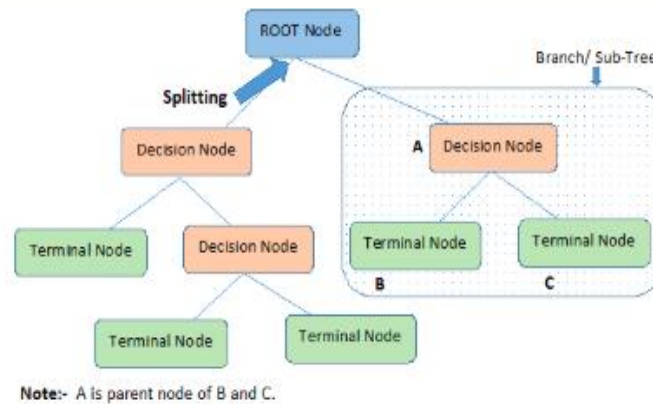 ROOT Node
Branch/ Sub-Tree
Splitting
Decision Node
A
Decision Node
Terminal Node
Decision Node
Terminal Node
Terminal Node
B
C
Terminal Node
Terminal Node
Note:- A is parent node of B and C.